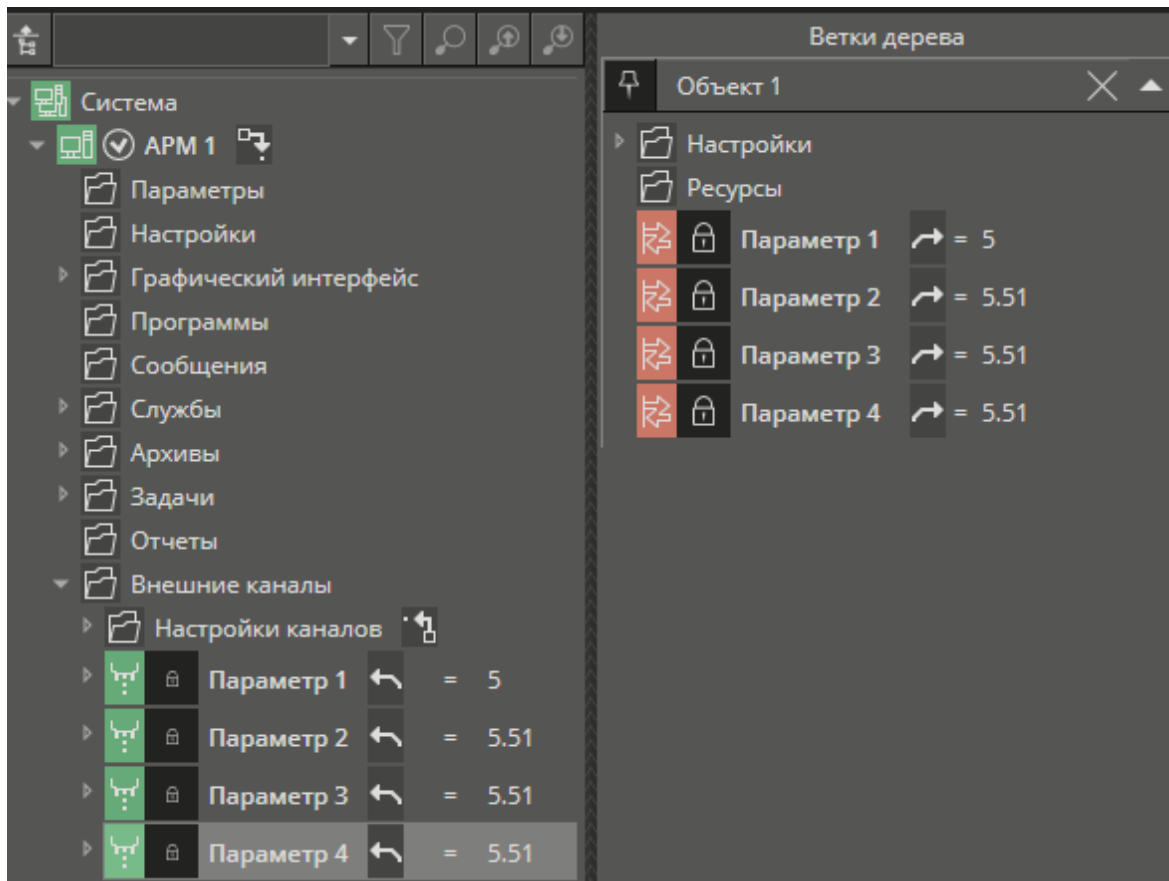 Система
АРМ 1
Параметры
Настройки
Графический интерфейс
Программы
Сообщения
Службы
Архивы
Задачи
Отчеты
Внешние каналы
Настройки каналов
Параметр 1 = 5
Параметр 2 = 5.51
Параметр 3 = 5.51
Параметр 4 = 5.51
Ветки дерева
Объект 1
Настройки
Ресурсы
Параметр 1 = 5
Параметр 2 = 5.51
Параметр 3 = 5.51
Параметр 4 = 5.51